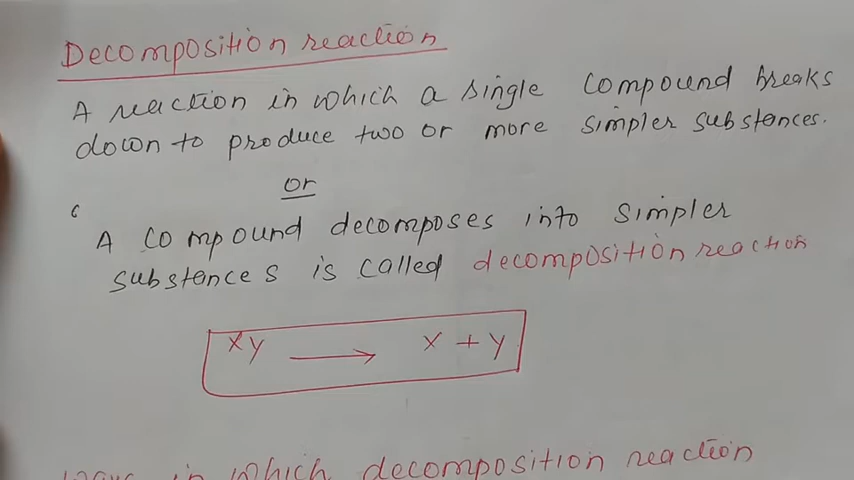 Decomposition reaction
A reaction in which a single compound breaks
down to produce two or more simpler substances.
or
A compound decomposes into simpler
substances is called decomposition reaction
XY → X + Y
in which decomposition reaction